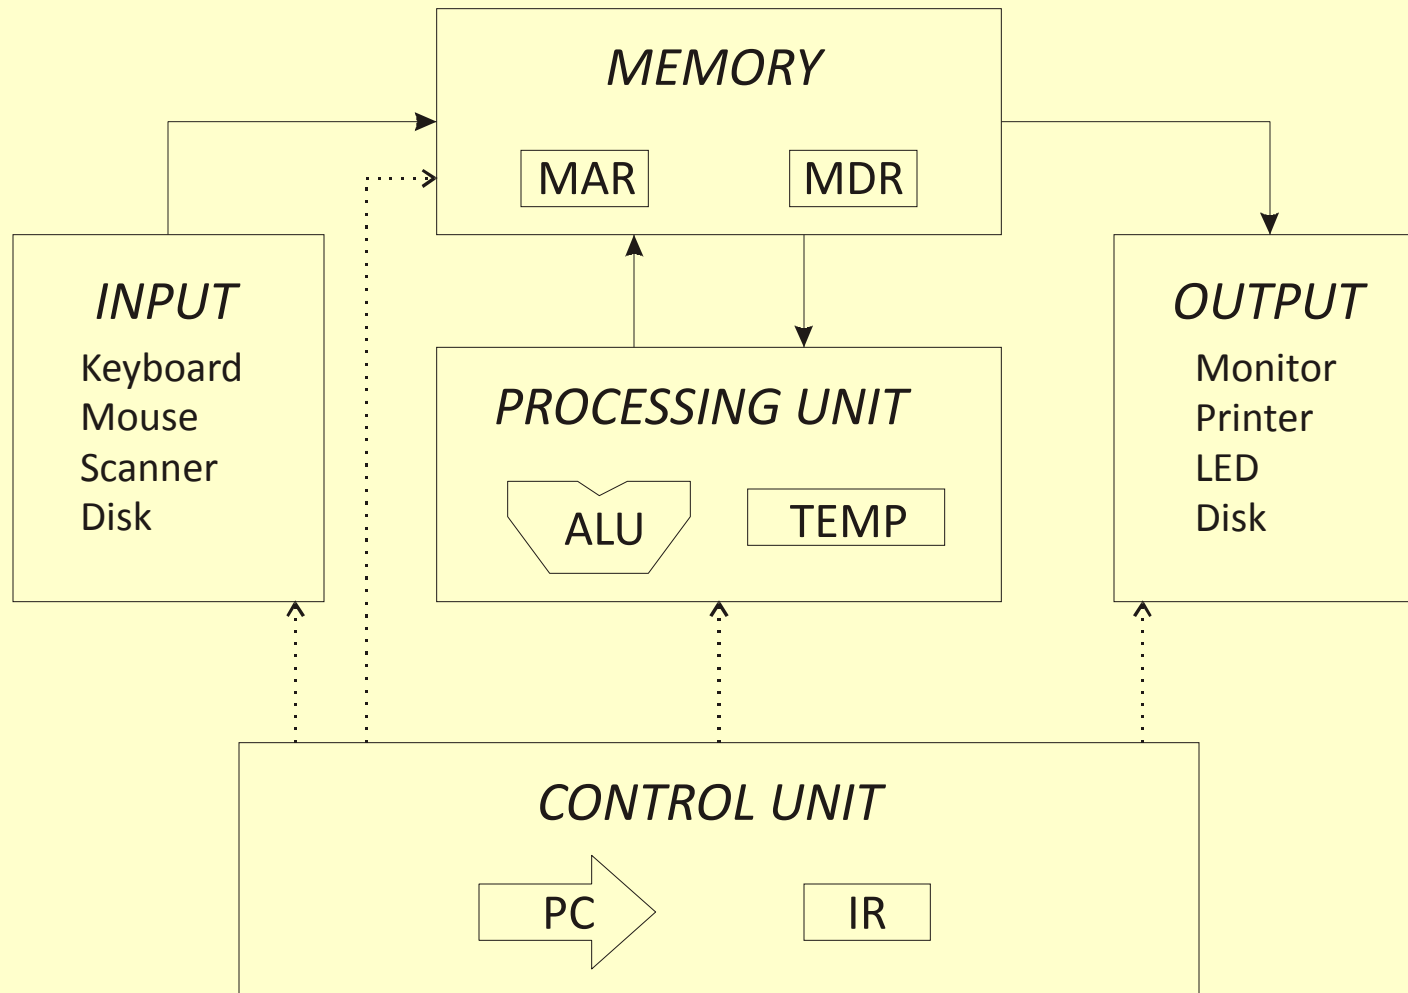 MEMORY
MAR
MDR
INPUT
Keyboard
Mouse
Scanner
Disk
PROCESSING UNIT
ALU
TEMP
OUTPUT
Monitor
Printer
LED
Disk
CONTROL UNIT
PC
IR